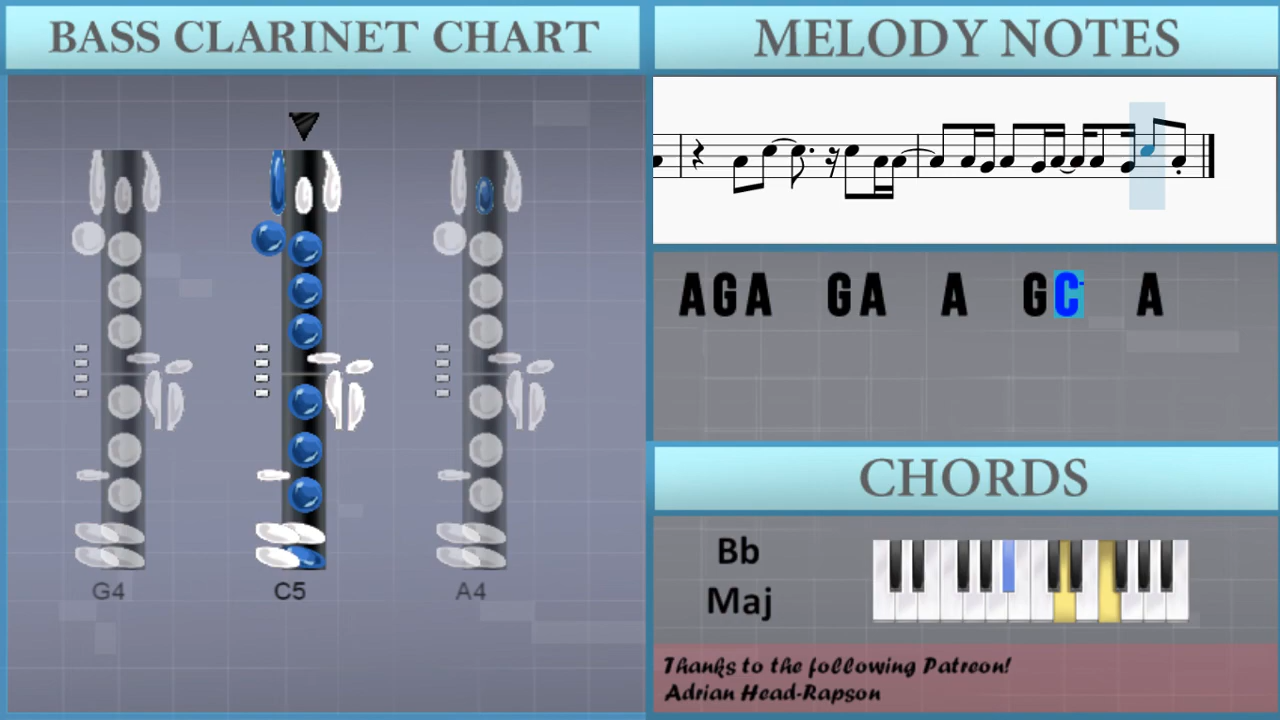 BASS CLARINET CHART
G4 C5 A4
MELODY NOTES
AGA GA A GC A
CHORDS
Bb
Maj
Thanks to the following Patreon!
Adrian Head-Rapson